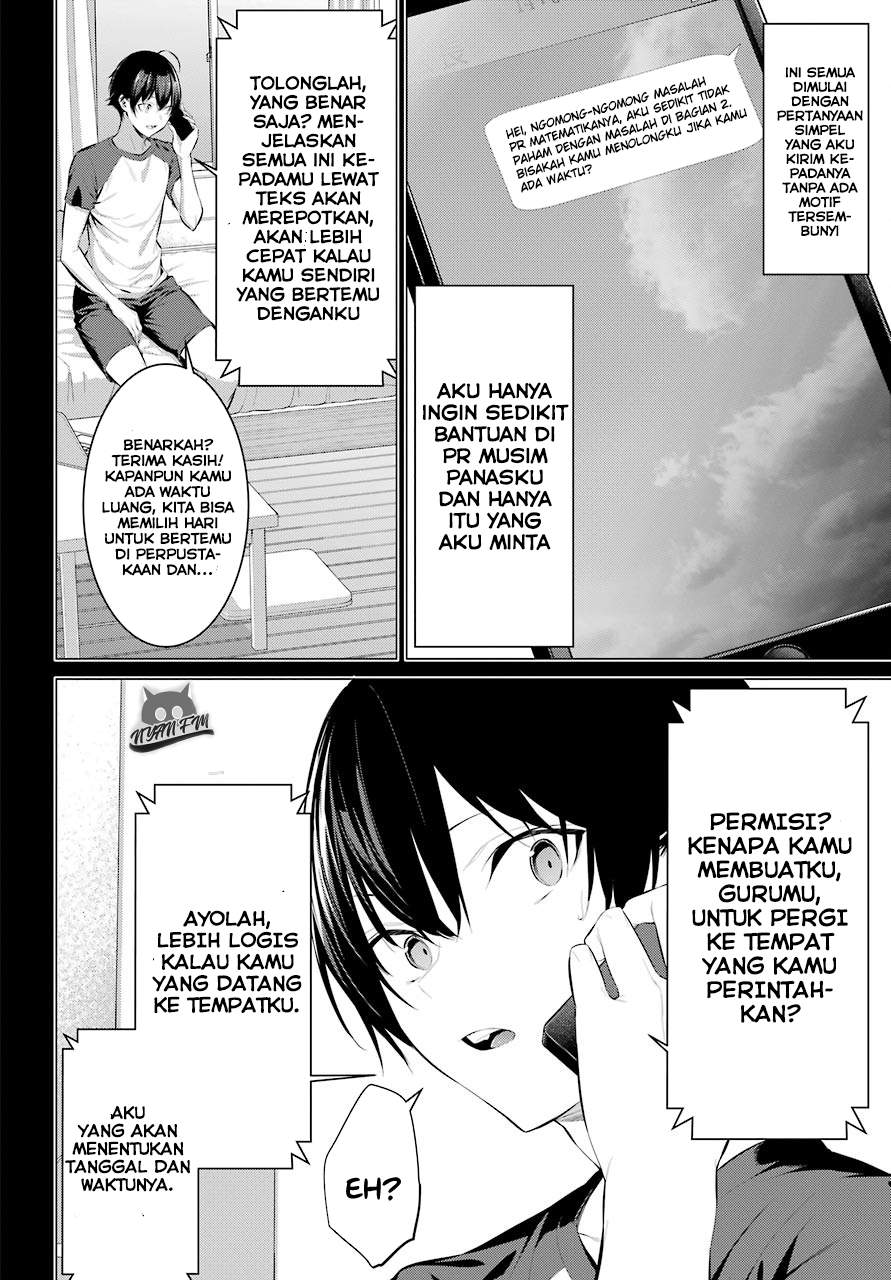 INI SEMUA
DIMULAI
DENGAN
PERTANYAAN
SIMPEL
YANG AKU
KIRIM KE-
PADANYA
TANPA ADA
MOTIF
TERSEM-
BUNYI
HEI, NGOMONG-NGOMONG MASALAH
PR MATEMATIKANYA, AKU SEDIKIT TIDAK
PAHAM DENGAN MASALAH DI BAGIAN 2.
BISAKAH KAMU MENOLONGKU JIKA KAMU
ADA WAKTU?
AKU HANYA
INGIN SEDIKIT
BANTUAN DI
PR MUSIM
PANASKU
DAN HANYA
ITU YANG
AKU MINTA
TOLONGLAH,
YANG BENAR
SAJA? MEN-
JELASKAN
SEMUA INI KE-
PADAMU LEWAT
TEKS AKAN
MEREPOTKAN,
AKAN LEBIH
CEPAT KALAU
KAMU SENDIRI
YANG BERTEMU
DENGANKU
BENARKAH?
TERIMA KASIH!
KAPANPUN KAMU
ADA WAKTU
LUANG, KITA BISA
MEMILIH HARI
UNTUK BERTEMU
DI PERPUSTA-
KAAN DAN...
PERMISI?
KENAPA KAMU
MEMBUATKU,
GURUMU,
UNTUK PERGI
KE TEMPAT
YANG KAMU
PERINTAH-
KAN?
NYAN FM
AYOLAH,
LEBIH LOGIS
KALAU KAMU
YANG DATANG
KE TEMPATKU.
AKU
YANG AKAN
MENENTUKAN
TANGGAL DAN
WAKTUNYA.
EH?